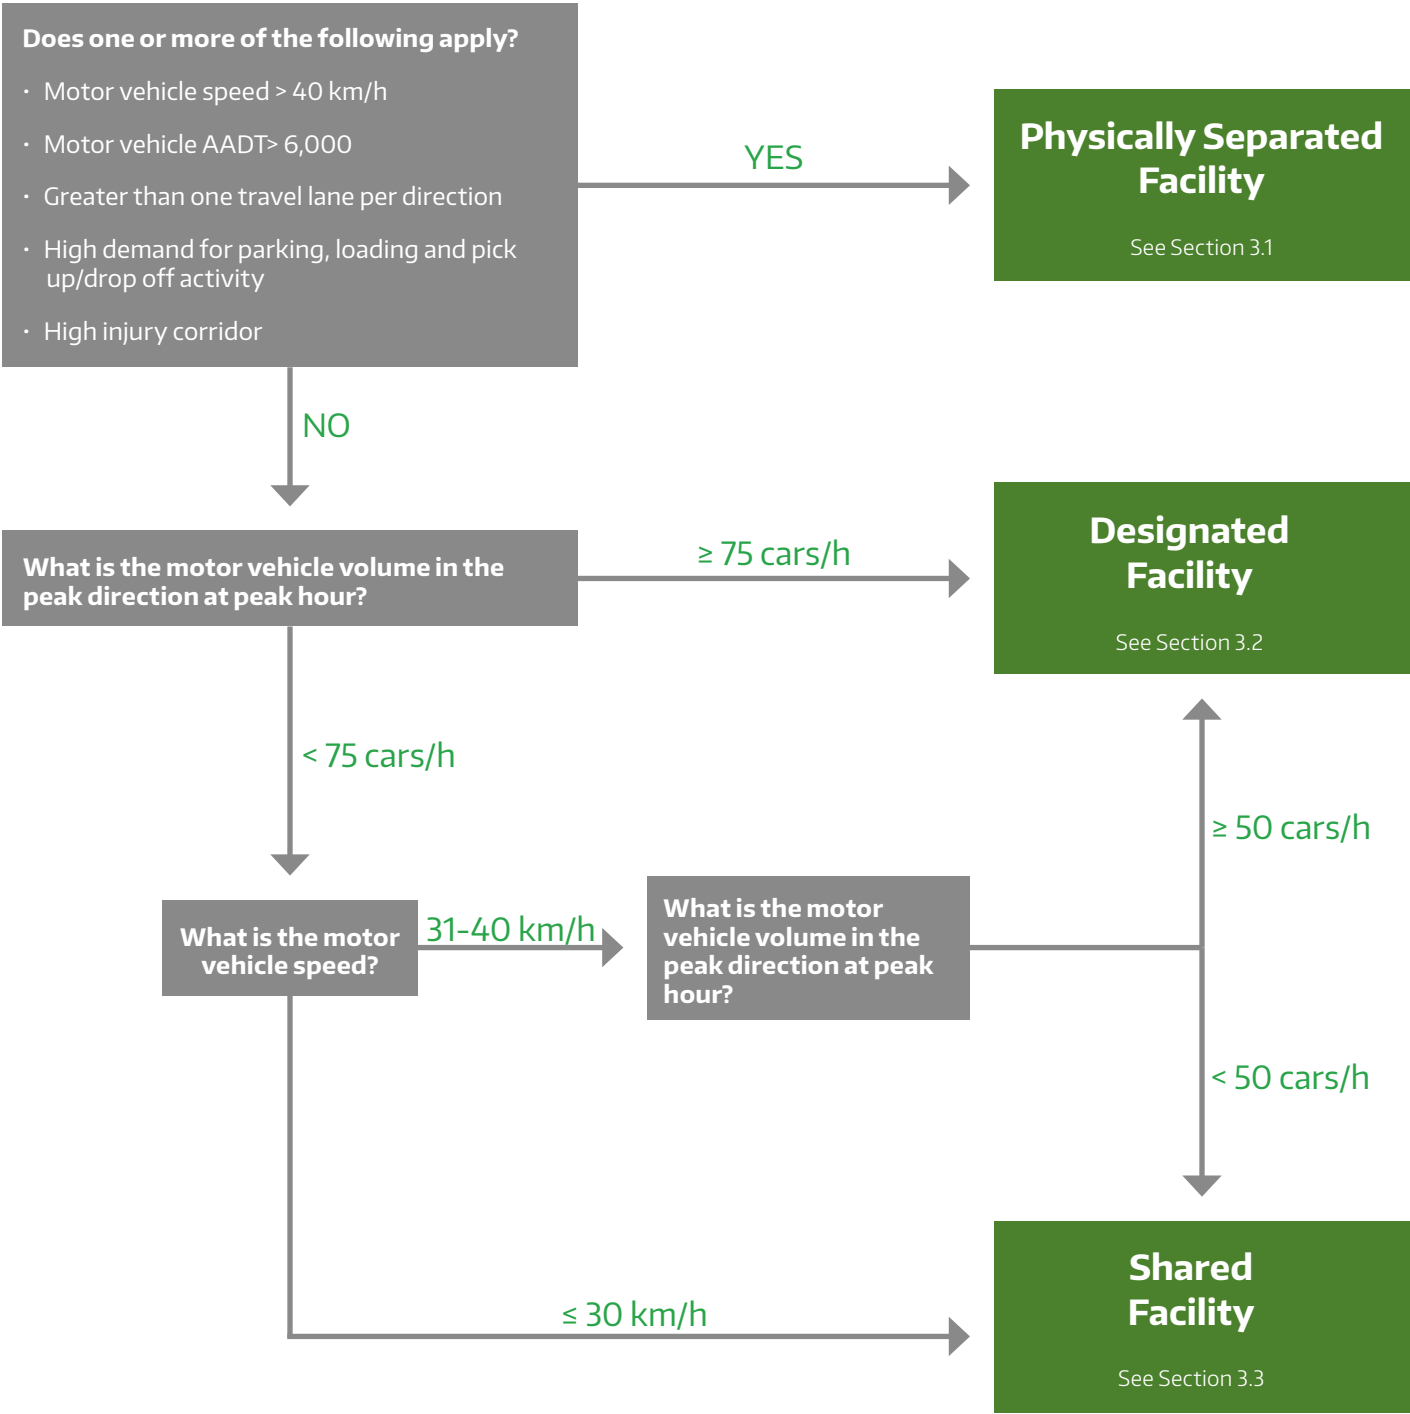 Does one or more of the following apply?
· Motor vehicle speed > 40 km/h
· Motor vehicle AADT> 6,000
· Greater than one travel lane per direction
· High demand for parking, loading and pick
up/drop off activity
· High injury corridor
YES
Physically Separated
Facility
See Section 3.1
NO
What is the motor vehicle volume in the
peak direction at peak hour?
≥ 75 cars/h
Designated
Facility
See Section 3.2
< 75 cars/h
What is the motor
vehicle speed?
31-40 km/h
What is the motor
vehicle volume in the
peak direction at peak
hour?
≥ 50 cars/h
< 50 cars/h
≤ 30 km/h
Shared
Facility
See Section 3.3